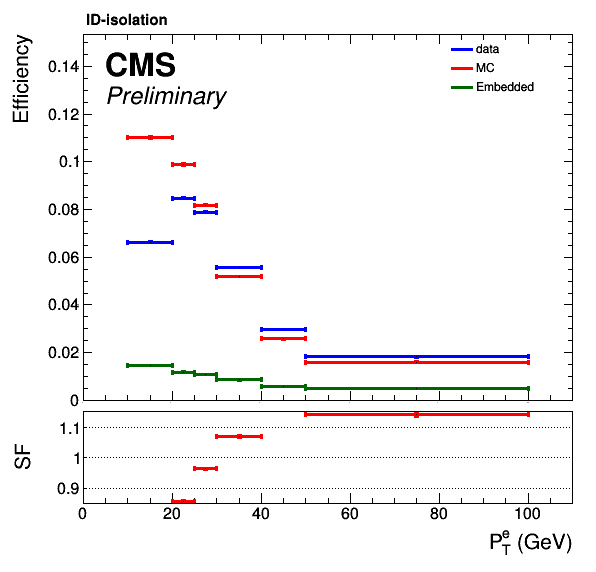 ID-isolation
CMS
Preliminary
data
MC
Embedded
Efficiency
0.14
0.12
0.1
0.08
0.06
0.04
0.02
0
SF
1.1
1
0.9
0 20 40 60 80 100
P_T^e (GeV)